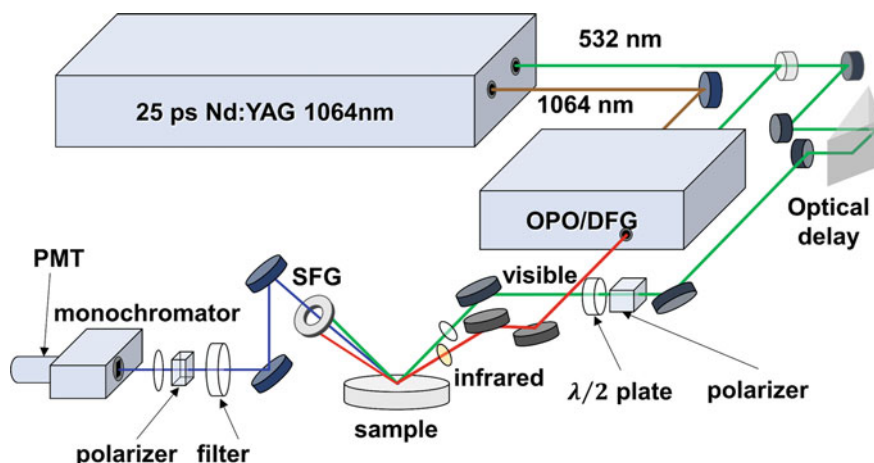 532 nm
25 ps Nd:YAG 1064nm
1064 nm
OPO/DFG
Optical
delay
PMT
SFG
visible
monochromator
infrared
λ/2 plate
polarizer
sample
polarizer
filter